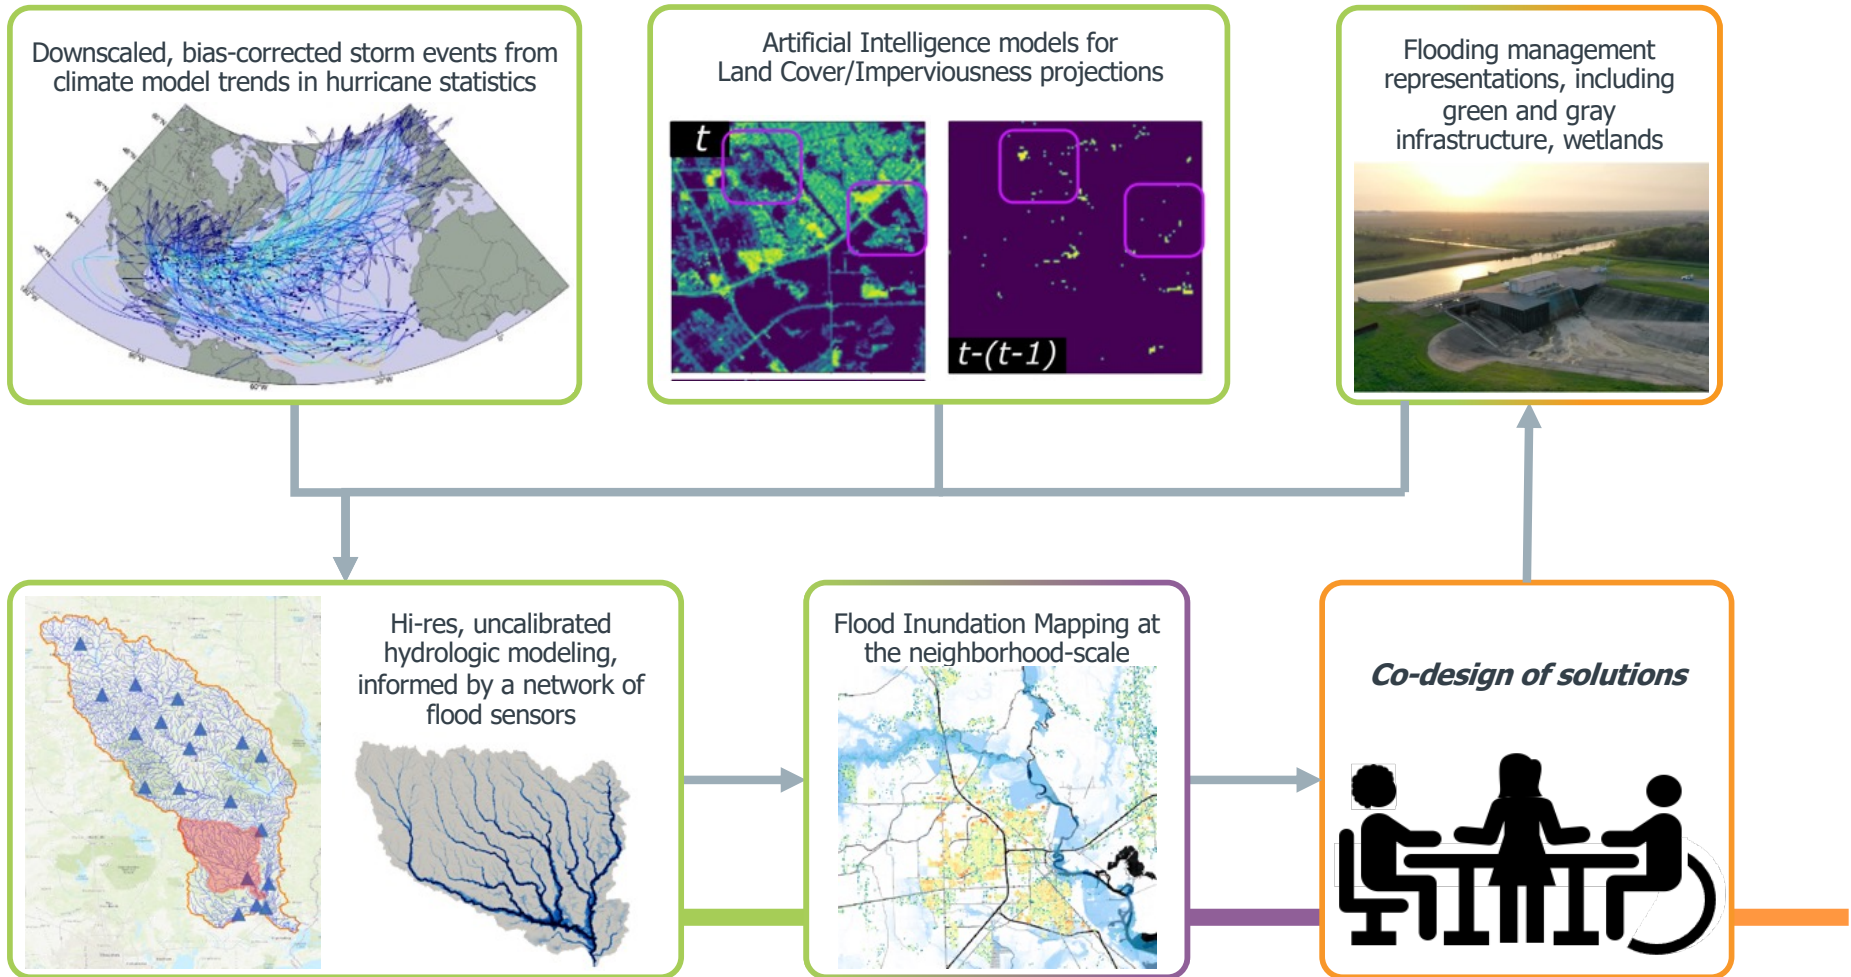 Downscaled, bias-corrected storm events from
climate model trends in hurricane statistics
Artificial Intelligence models for
Land Cover/Imperviousness projections
t
t-(t-1)
Flooding management
representations, including
green and gray
infrastructure, wetlands
Hi-res, uncalibrated
hydrologic modeling,
informed by a network of
flood sensors
Flood Inundation Mapping at
the neighborhood-scale
Co-design of solutions